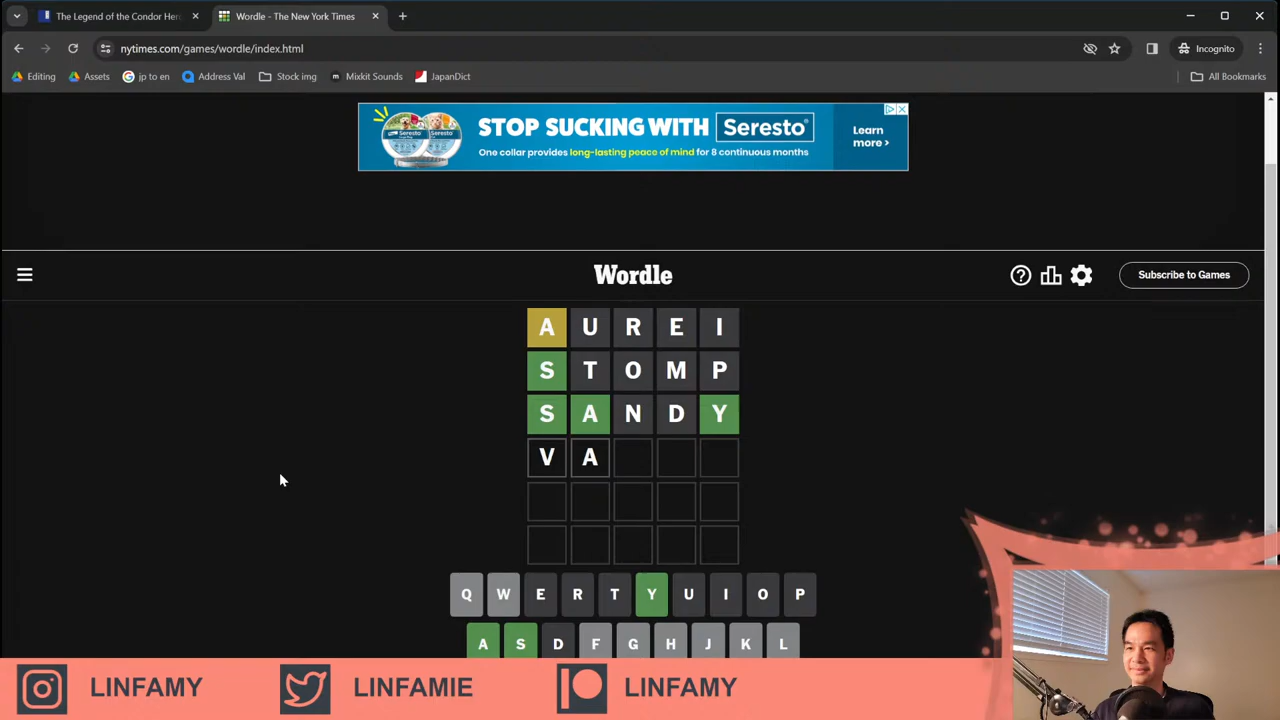 The Legend of the Condor Her
Wordle - The New York Times
nytimes.com/games/wordle/index.html
Incognito
Editing
Assets
jp to en
Address Val
Stock img
Mixkit Sounds
JapanDict
All Bookmarks
STOP SUCKING WITH Seresto
One collar provides long-lasting peace of mind for 8 continuous months
Learn
more >
Wordle
Subscribe to Games
A U R E I
S T O M P
S A N D Y
V A
Q W E R T Y U I O P
A S D F G H J K L
LINFAMY
LINFAMIE
LINFAMY